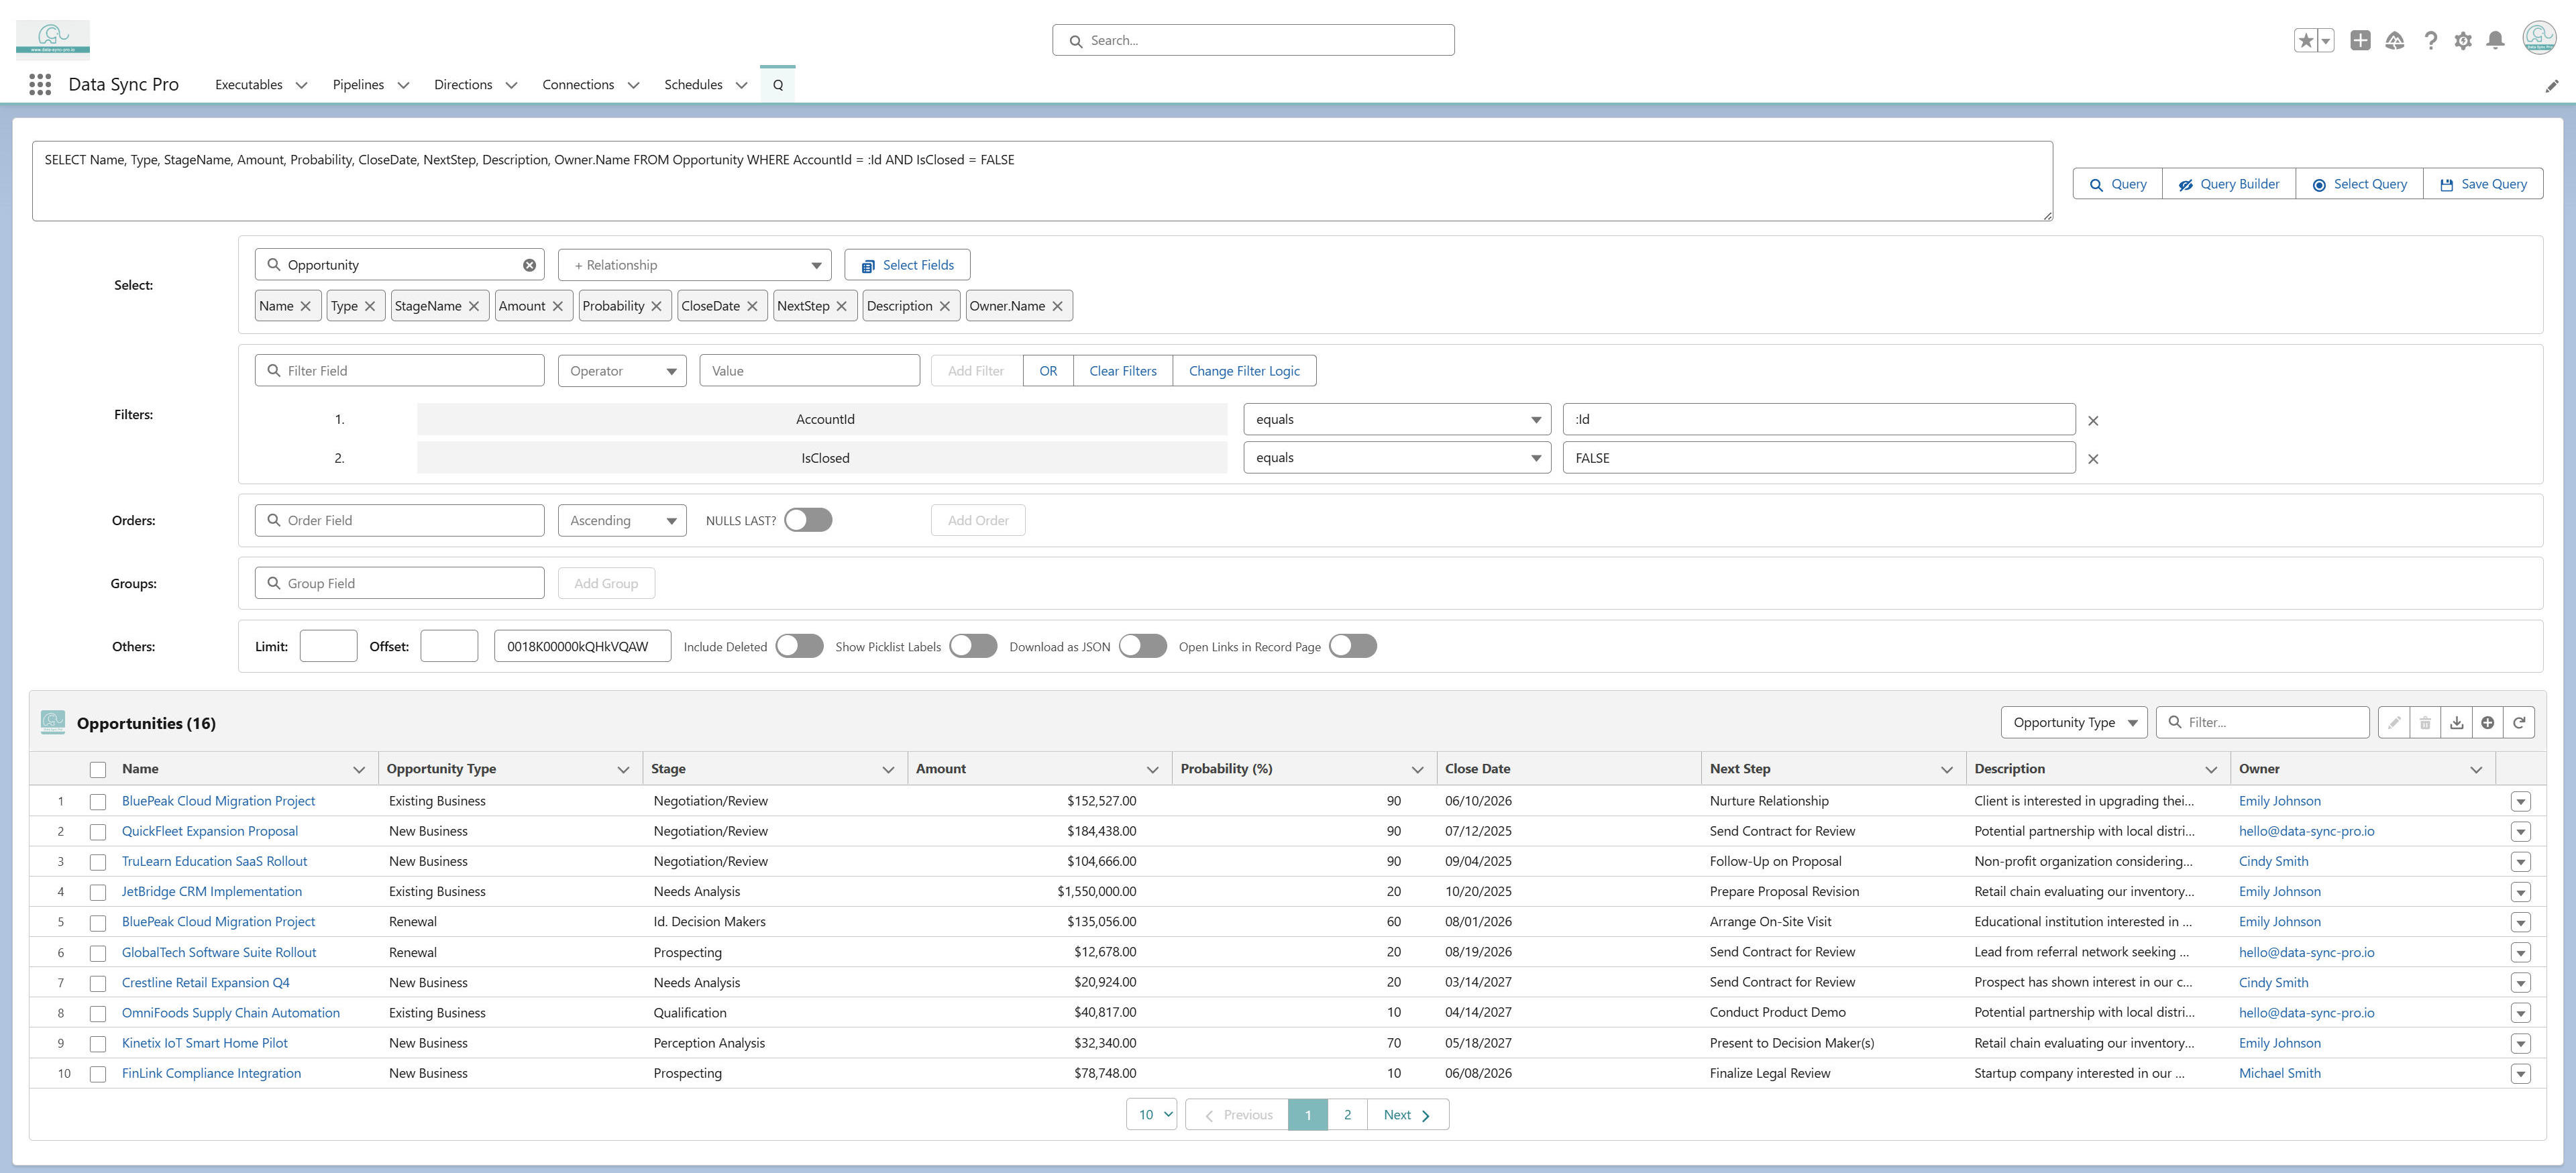 www.data-sync-pro.io
Search...
Data Sync Pro Executables Pipelines Directions Connections Schedules Q
SELECT Name, Type, StageName, Amount, Probability, CloseDate, NextStep, Description, Owner.Name FROM Opportunity WHERE AccountId = :Id AND IsClosed = FALSE
Query Query Builder Select Query Save Query
Select: Opportunity + Relationship Select Fields
Name Type StageName Amount Probability CloseDate NextStep Description Owner.Name
Filters: Filter Field Operator Value Add Filter OR Clear Filters Change Filter Logic
1. AccountId equals :Id
2. IsClosed equals FALSE
Orders: Order Field Ascending NULLS LAST? Add Order
Groups: Group Field Add Group
Others: Limit: Offset: 0018K00000kQHkVQAW Include Deleted Show Picklist Labels Download as JSON Open Links in Record Page
Opportunities (16) Opportunity Type Filter...
Name Opportunity Type Stage Amount Probability (%) Close Date Next Step Description Owner
1 BluePeak Cloud Migration Project Existing Business Negotiation/Review $152,527.00 90 06/10/2026 Nurture Relationship Client is interested in upgrading thei... Emily Johnson
2 QuickFleet Expansion Proposal New Business Negotiation/Review $184,438.00 90 07/12/2025 Send Contract for Review Potential partnership with local distri... hello@data-sync-pro.io
3 TruLearn Education SaaS Rollout New Business Negotiation/Review $104,666.00 90 09/04/2025 Follow-Up on Proposal Non-profit organization considering... Cindy Smith
4 JetBridge CRM Implementation Existing Business Needs Analysis $1,550,000.00 20 10/20/2025 Prepare Proposal Revision Retail chain evaluating our inventory... Emily Johnson
5 BluePeak Cloud Migration Project Renewal Id. Decision Makers $135,056.00 60 08/01/2026 Arrange On-Site Visit Educational institution interested in ... Emily Johnson
6 GlobalTech Software Suite Rollout Renewal Prospecting $12,678.00 20 08/19/2026 Send Contract for Review Lead from referral network seeking ... hello@data-sync-pro.io
7 Crestline Retail Expansion Q4 New Business Needs Analysis $20,924.00 20 03/14/2027 Send Contract for Review Prospect has shown interest in our c... Cindy Smith
8 OmniFoods Supply Chain Automation Existing Business Qualification $40,817.00 10 04/14/2027 Conduct Product Demo Potential partnership with local distri... hello@data-sync-pro.io
9 Kinetix IoT Smart Home Pilot New Business Perception Analysis $32,340.00 70 05/18/2027 Present to Decision Maker(s) Retail chain evaluating our inventory... Emily Johnson
10 FinLink Compliance Integration New Business Prospecting $78,748.00 10 06/08/2026 Finalize Legal Review Startup company interested in our ... Michael Smith
10 Previous 1 2 Next